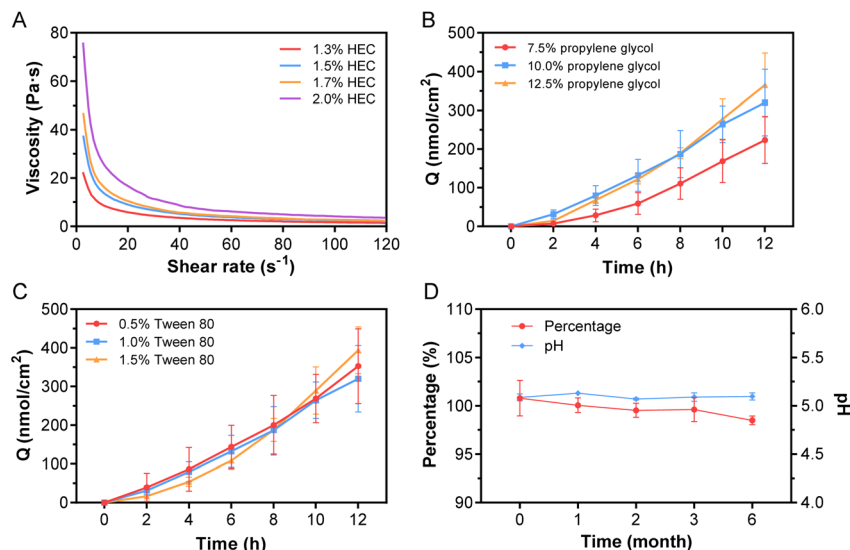 A
80
60
40
20
0
Viscosity (Pa·s)
1.3% HEC
1.5% HEC
1.7% HEC
2.0% HEC
0 20 40 60 80 100 120
Shear rate (s⁻¹)
B
500
400
300
200
100
0
Q (nmol/cm²)
7.5% propylene glycol
10.0% propylene glycol
12.5% propylene glycol
0 2 4 6 8 10 12
Time (h)
C
500
400
300
200
100
0
Q (nmol/cm²)
0.5% Tween 80
1.0% Tween 80
1.5% Tween 80
0 2 4 6 8 10 12
Time (h)
D
110
105
100
95
90
Percentage (%)
Percentage
pH
6.0
5.5
5.0
4.5
4.0
pH
0 1 2 3 6
Time (month)